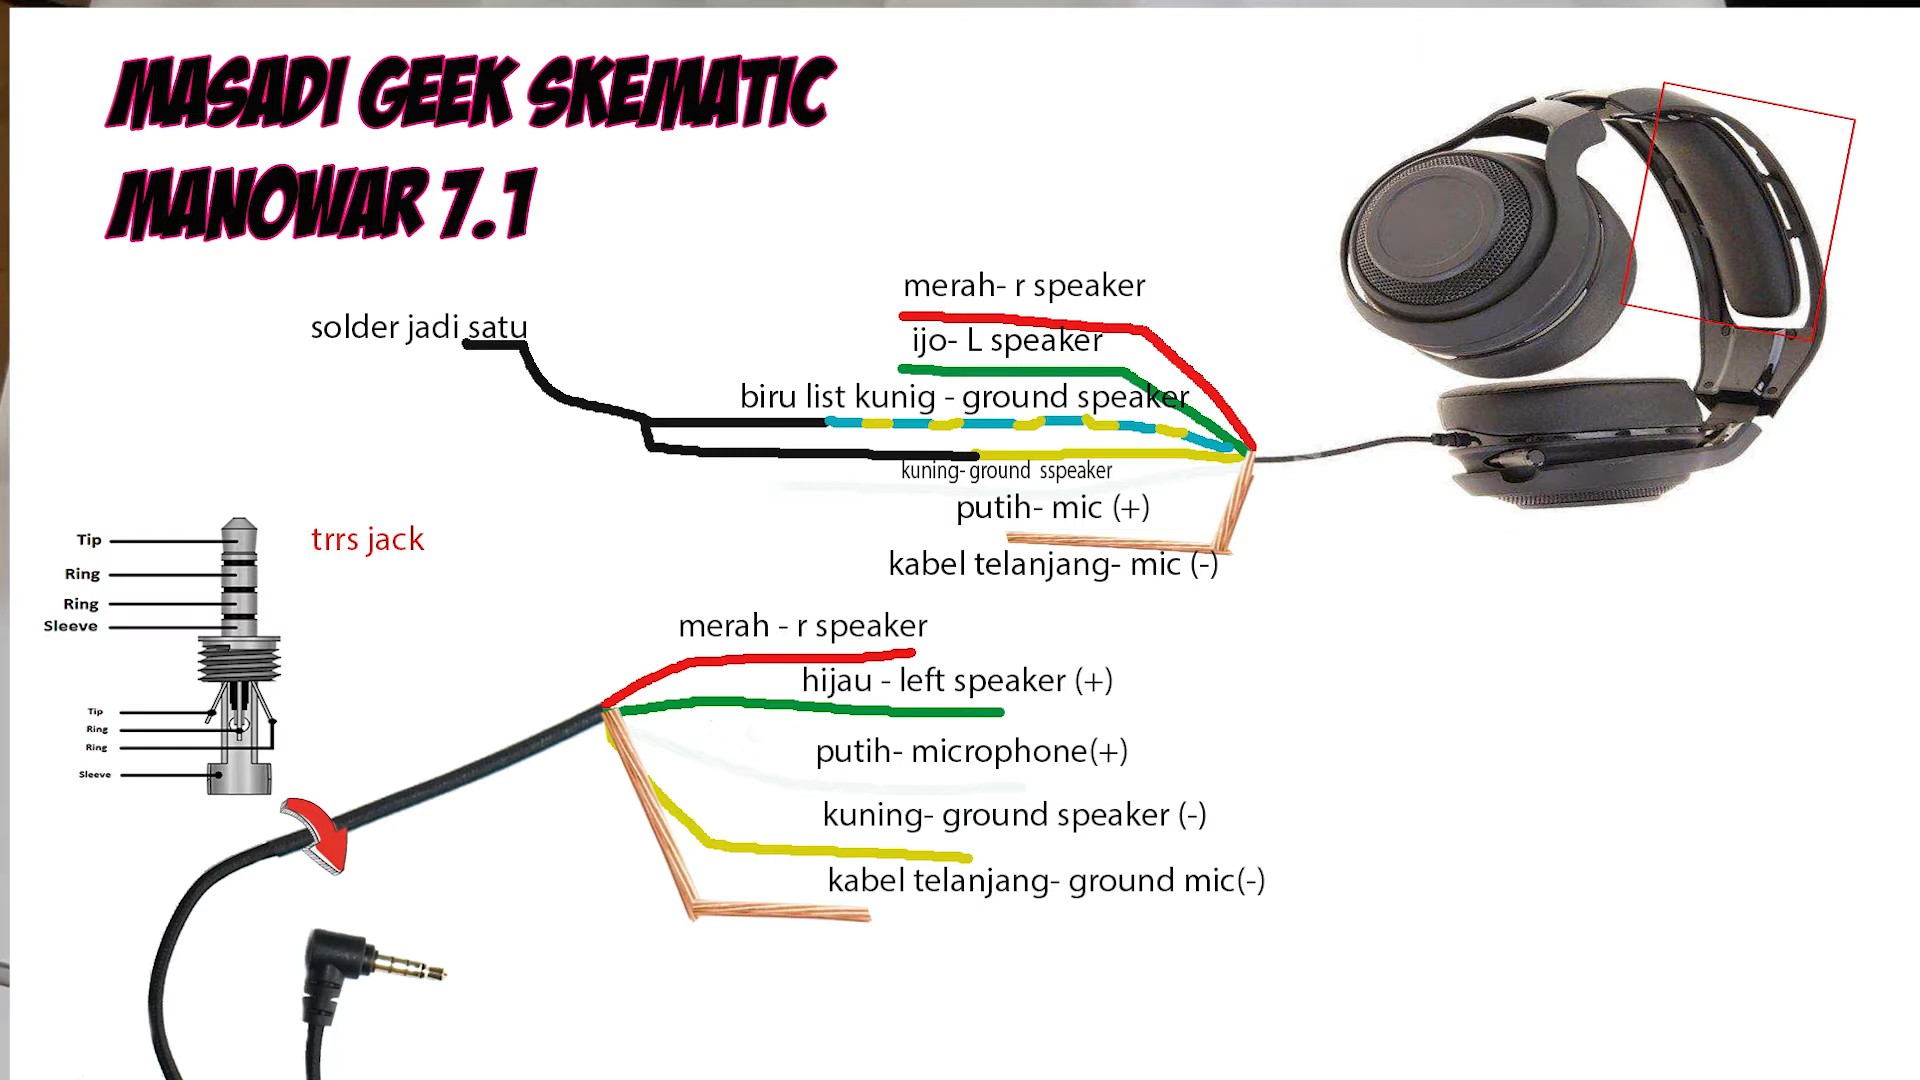 MASADI GEEK SKEMATIC
MANOWAR 7.1
merah- r speaker
solder jadi satu
ijo- L speaker
biru list kunig - ground speaker
kuning- ground sspeaker
putih- mic (+)
kabel telanjang- mic (-)
trrs jack
Tip
Ring
Ring
Sleeve
merah - r speaker
hijau - left speaker (+)
Tip
Ring
Ring
Sleeve
putih- microphone(+)
kuning- ground speaker (-)
kabel telanjang- ground mic(-)